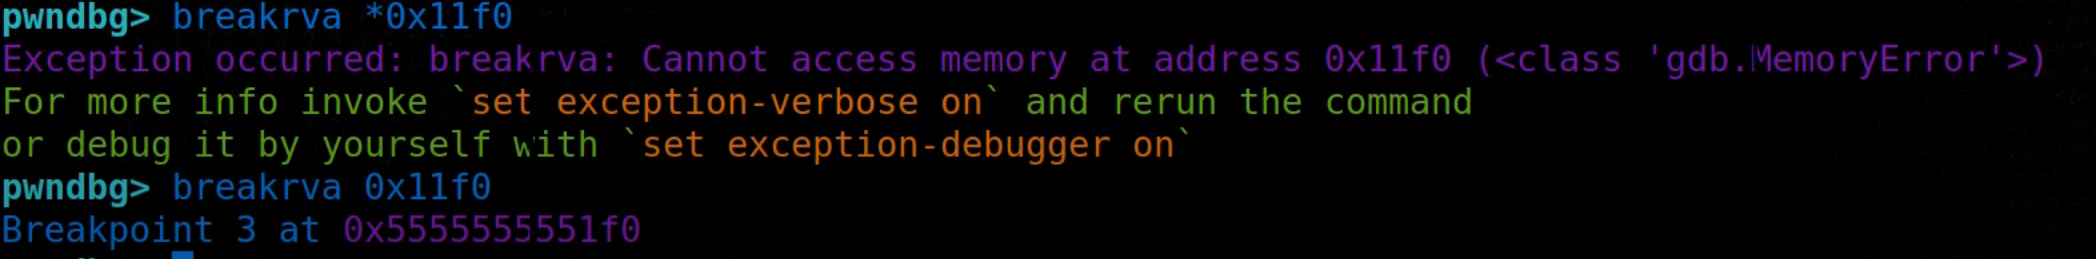 pwndbg> breakrva *0x11f0
Exception occurred: breakrva: Cannot access memory at address 0x11f0 (<class 'gdb.MemoryError'>)
For more info invoke `set exception-verbose on` and rerun the command
or debug it by yourself with `set exception-debugger on`
pwndbg> breakrva 0x11f0
Breakpoint 3 at 0x5555555551f0